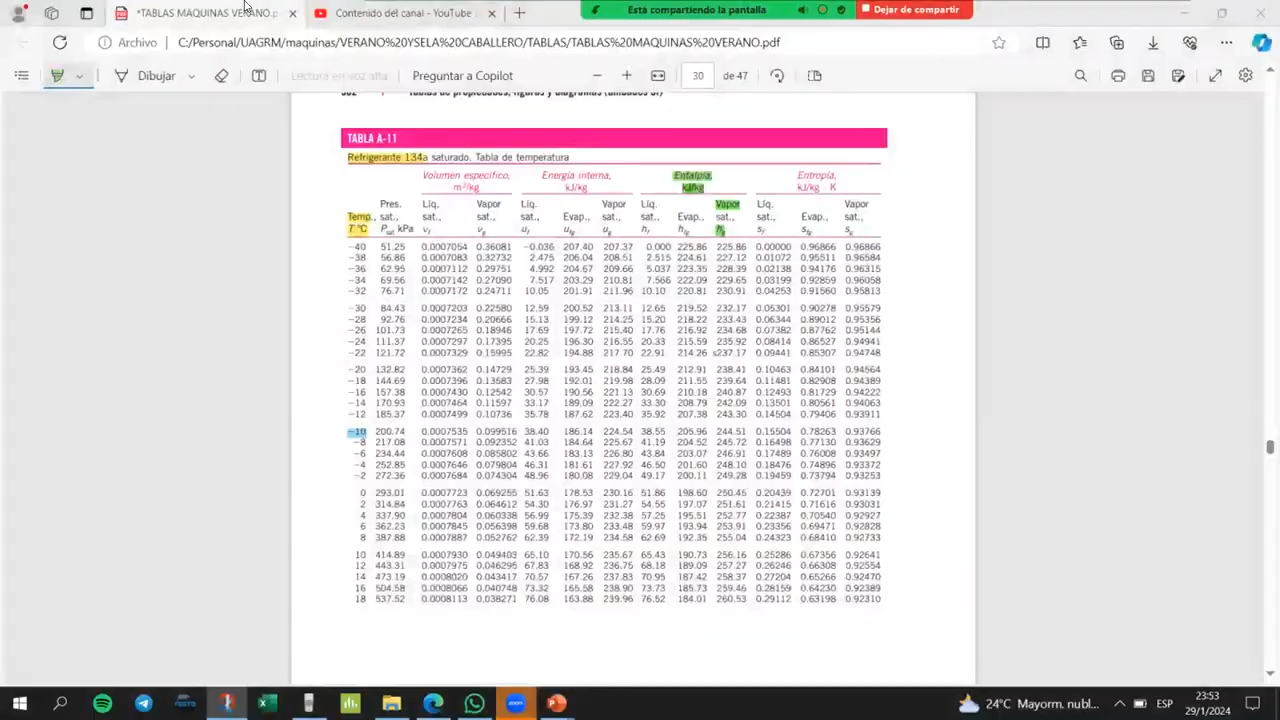 *TABLAS MAQUINAS VERANO.p
Contenido del canal - YouTube
Está compartiendo la pantalla
Dejar de compartir
Archivo
C:/Personal/UAGRM/maquinas/VERANO%20YSELA%20CABALLERO/TABLAS/TABLAS%20MAQUINAS%20VERANO.pdf
Dibujar
Lectura en voz alta
Preguntar a Copilot
30 de 47
Tablas de propiedades, figuras y diagramas (unidades SI)
TABLA A-11
Refrigerante 134a saturado. Tabla de temperatura
Volumen específico, Energía interna, Entalpía, Entropía,
m³/kg kJ/kg kJ/kg kJ/kg K
Pres. Líq. Vapor Líq. Vapor Líq. Vapor Líq. Vapor
Temp., sat., sat., sat., sat., Evap., sat., sat., Evap., sat., sat., Evap., sat.,
T °C Psat kPa vf vg uf ufg ug hf hfg hg sf sfg sg
−40 51.25 0.0007054 0.36081 −0.036 207.40 207.37 0.000 225.86 225.86 0.00000 0.96866 0.96866
−38 56.86 0.0007083 0.32732 2.475 206.04 208.51 2.515 224.61 227.12 0.01072 0.95511 0.96584
−36 62.95 0.0007112 0.29751 4.992 204.67 209.66 5.037 223.35 228.39 0.02138 0.94176 0.96315
−34 69.56 0.0007142 0.27090 7.517 203.29 210.81 7.566 222.09 229.65 0.03199 0.92859 0.96058
−32 76.71 0.0007172 0.24711 10.05 201.91 211.96 10.10 220.81 230.91 0.04253 0.91560 0.95813
−30 84.43 0.0007203 0.22580 12.59 200.52 213.11 12.65 219.52 232.17 0.05301 0.90278 0.95579
−28 92.76 0.0007234 0.20666 15.13 199.12 214.25 15.20 218.22 233.43 0.06344 0.89012 0.95356
−26 101.73 0.0007265 0.18946 17.69 197.72 215.40 17.76 216.92 234.68 0.07382 0.87762 0.95144
−24 111.37 0.0007297 0.17395 20.25 196.30 216.55 20.33 215.59 235.92 0.08414 0.86527 0.94941
−22 121.72 0.0007329 0.15995 22.82 194.88 217.70 22.91 214.26 s237.17 0.09441 0.85307 0.94748
−20 132.82 0.0007362 0.14729 25.39 193.45 218.84 25.49 212.91 238.41 0.10463 0.84101 0.94564
−18 144.69 0.0007396 0.13583 27.98 192.01 219.98 28.09 211.55 239.64 0.11481 0.82908 0.94389
−16 157.38 0.0007430 0.12542 30.57 190.56 221.13 30.69 210.18 240.87 0.12493 0.81729 0.94222
−14 170.93 0.0007464 0.11597 33.17 189.09 222.27 33.30 208.79 242.09 0.13501 0.80561 0.94063
−12 185.37 0.0007499 0.10736 35.78 187.62 223.40 35.92 207.38 243.30 0.14504 0.79406 0.93911
−10 200.74 0.0007535 0.099516 38.40 186.14 224.54 38.55 205.96 244.51 0.15504 0.78263 0.93766
−8 217.08 0.0007571 0.092352 41.03 184.64 225.67 41.19 204.52 245.72 0.16498 0.77130 0.93629
−6 234.44 0.0007608 0.085802 43.66 183.13 226.80 43.84 203.07 246.91 0.17489 0.76008 0.93497
−4 252.85 0.0007646 0.079804 46.31 181.61 227.92 46.50 201.60 248.10 0.18476 0.74896 0.93372
−2 272.36 0.0007684 0.074304 48.96 180.08 229.04 49.17 200.11 249.28 0.19459 0.73794 0.93253
0 293.01 0.0007723 0.069255 51.63 178.53 230.16 51.86 198.60 250.45 0.20439 0.72701 0.93139
2 314.84 0.0007763 0.064612 54.30 176.97 231.27 54.55 197.07 251.61 0.21415 0.71616 0.93031
4 337.90 0.0007804 0.060338 56.99 175.39 232.38 57.25 195.51 252.77 0.22387 0.70540 0.92927
6 362.23 0.0007845 0.056398 59.68 173.80 233.48 59.97 193.94 253.91 0.23356 0.69471 0.92828
8 387.88 0.0007887 0.052762 62.39 172.19 234.58 62.69 192.35 255.04 0.24323 0.68410 0.92733
10 414.89 0.0007930 0.049403 65.10 170.56 235.67 65.43 190.73 256.16 0.25286 0.67356 0.92641
12 443.31 0.0007975 0.046295 67.83 168.92 236.75 68.18 189.09 257.27 0.26246 0.66308 0.92554
14 473.19 0.0008020 0.043417 70.57 167.26 237.83 70.95 187.42 258.37 0.27204 0.65266 0.92470
16 504.58 0.0008066 0.040748 73.32 165.58 238.90 73.73 185.73 259.46 0.28159 0.64230 0.92389
18 537.52 0.0008113 0.038271 76.08 163.88 239.96 76.52 184.01 260.53 0.29112 0.63198 0.92310
24°C Mayorm. nubl...
ESP
23:53
29/1/2024